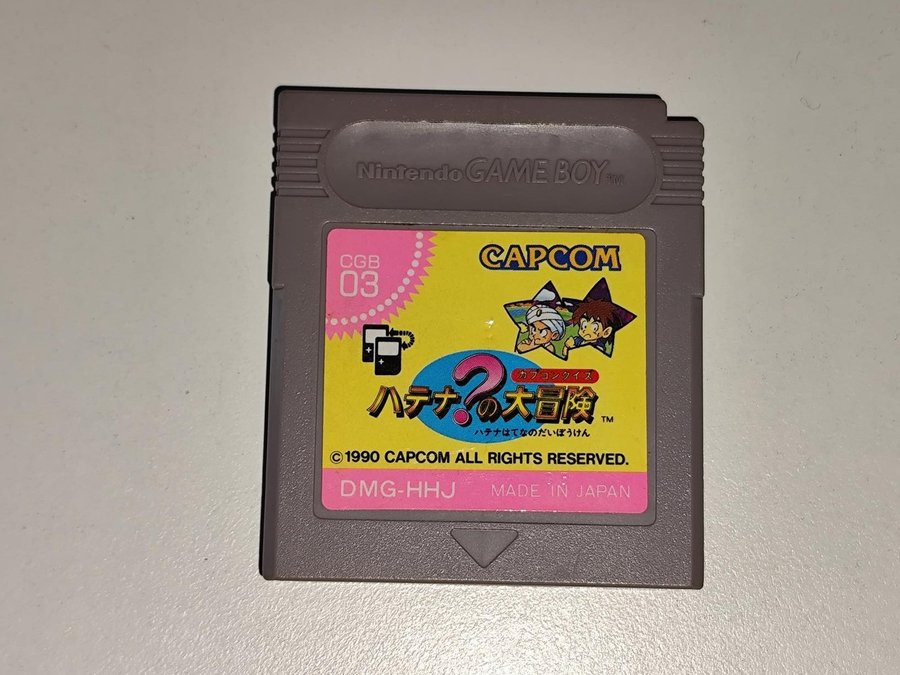 Nintendo GAME BOY TM
CGB
03
CAPCOM
カプコンクイズ
ハテナ?の大冒険 TM
ハテナはてなのだいぼうけん
©1990 CAPCOM ALL RIGHTS RESERVED.
DMG-HHJ MADE IN JAPAN